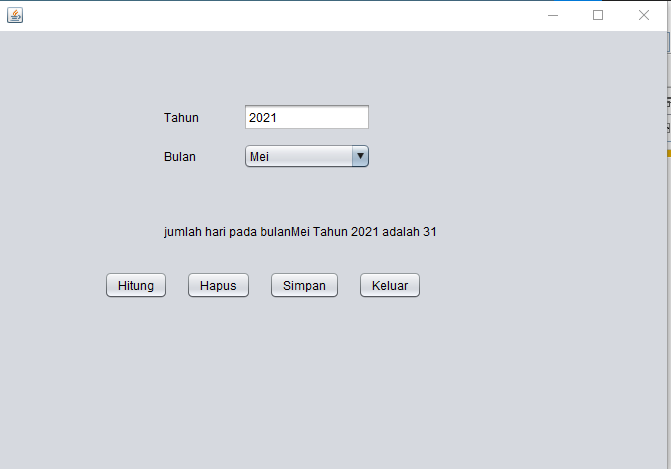 Tahun 2021
Bulan Mei
jumlah hari pada bulanMei Tahun 2021 adalah 31
Hitung Hapus Simpan Keluar